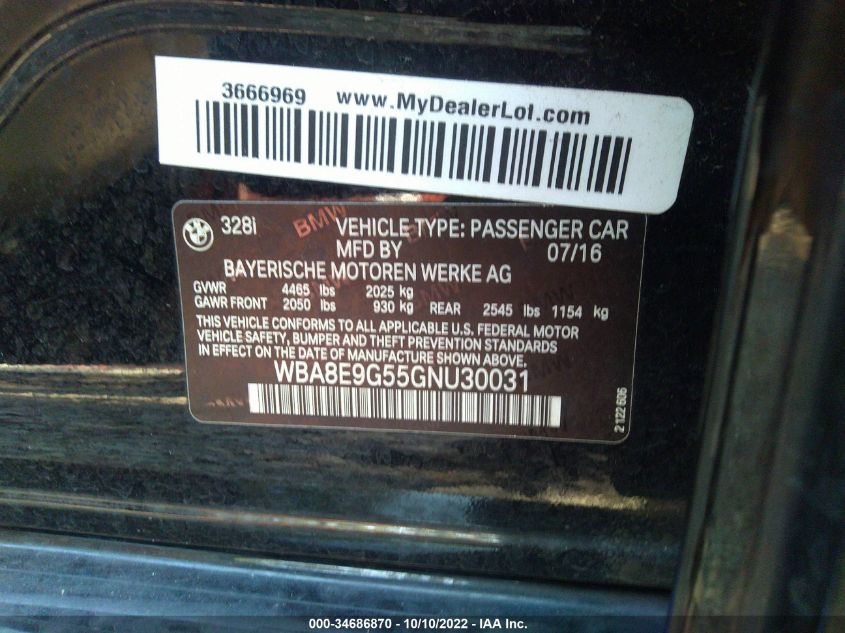 3666969 www.MyDealerLot.com
328i BMW VEHICLE TYPE: PASSENGER CAR
MFD BY 07/16
BAYERISCHE MOTOREN WERKE AG
GVWR 4465 lbs 2025 kg
GAWR FRONT 2050 lbs 930 kg REAR 2545 lbs 1154 kg
THIS VEHICLE CONFORMS TO ALL APPLICABLE U.S. FEDERAL MOTOR
VEHICLE SAFETY, BUMPER AND THEFT PREVENTION STANDARDS
IN EFFECT ON THE DATE OF MANUFACTURE SHOWN ABOVE.
WBA8E9G55GNU30031
2122 606
000-34686870 - 10/10/2022 - IAA Inc.